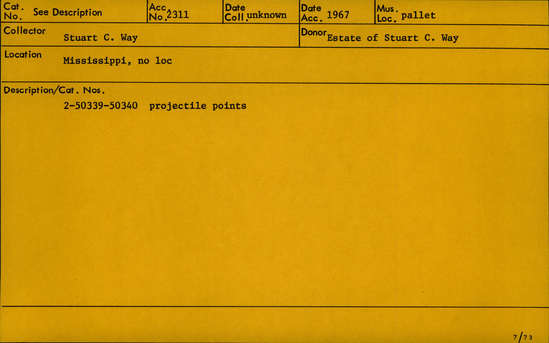 Cat. No. See Description Acc. No. 2311 Date Coll. unknown Date Acc. 1967 Mus. Loc. pallet
Collector Stuart C. Way Donor Estate of Stuart C. Way
Location Mississippi, no loc
Description/Cat. Nos.
2-50339-50340 projectile points
7/73